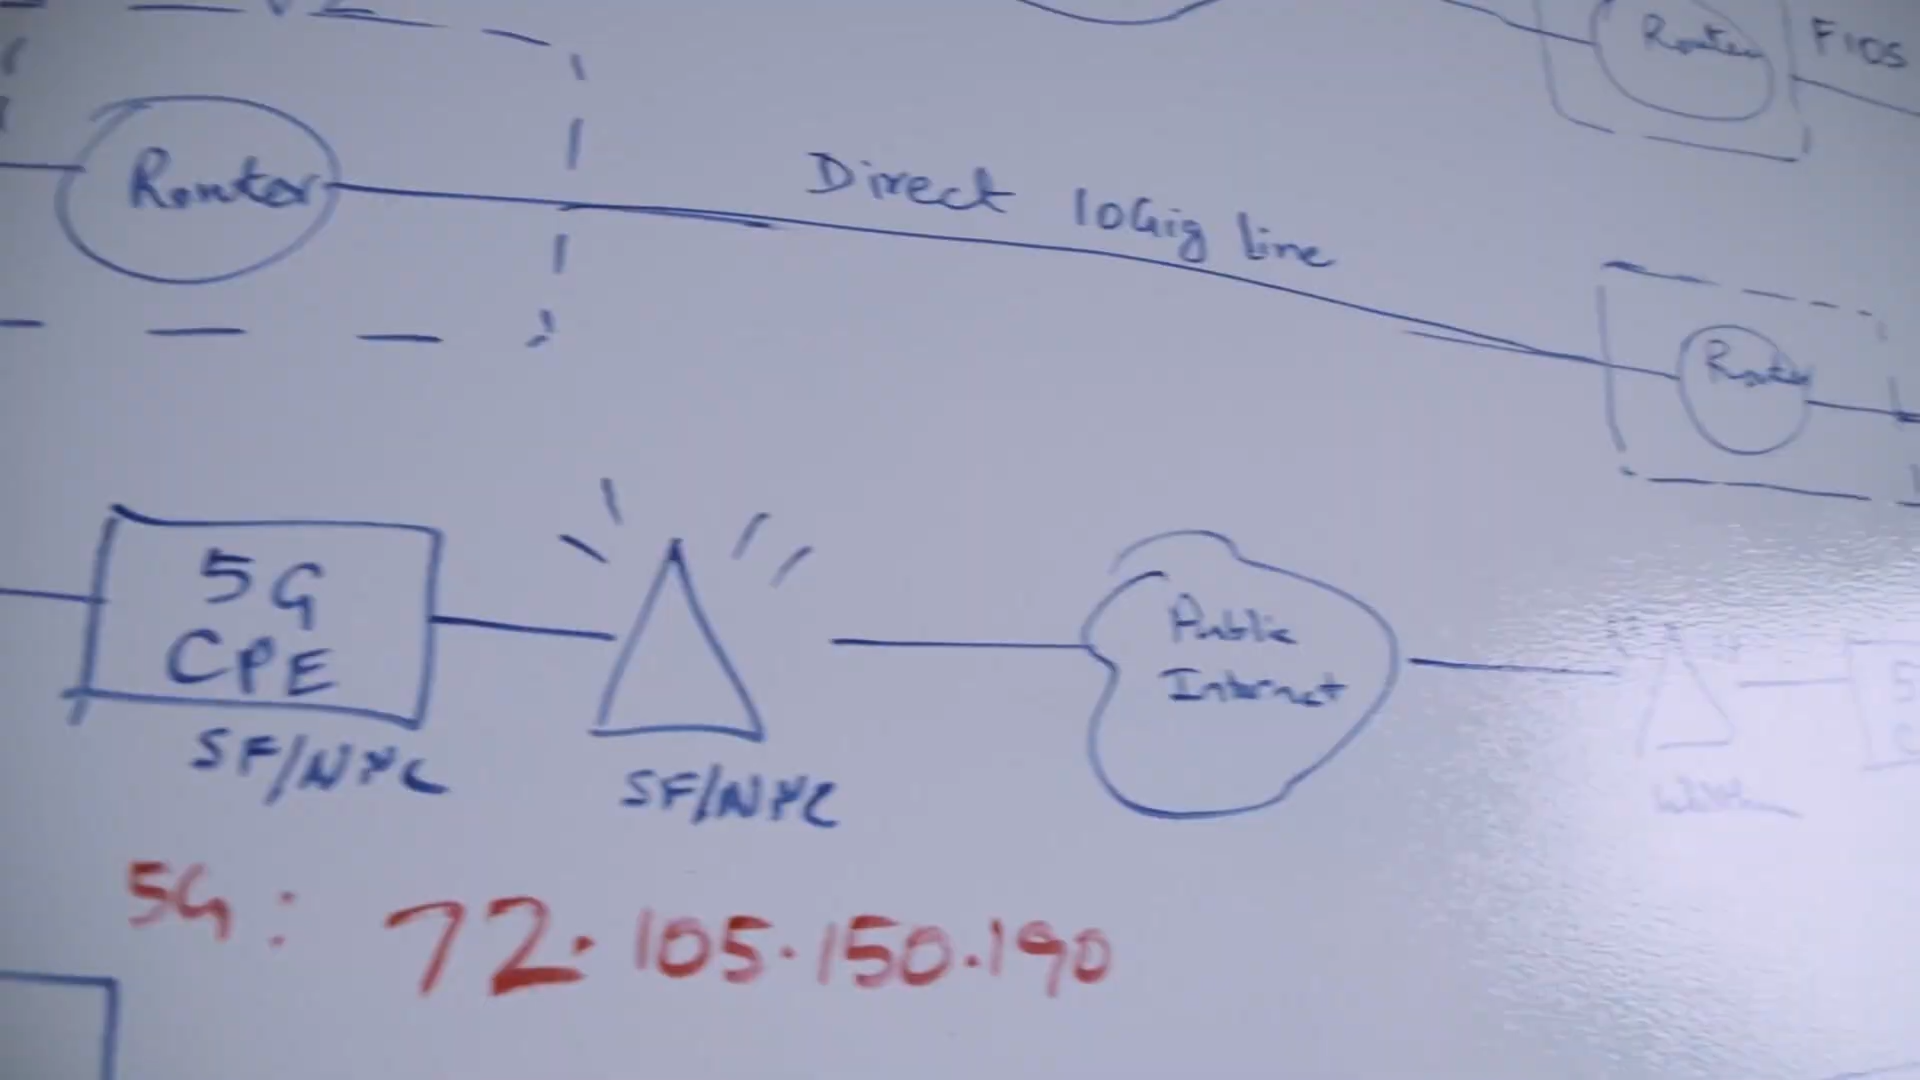 Router
FIOS
Router
Direct 10Gig line
Router
5G
CPE
SF/NYC
SF/NYC
Public
Internet
5G: 72.105.150.190